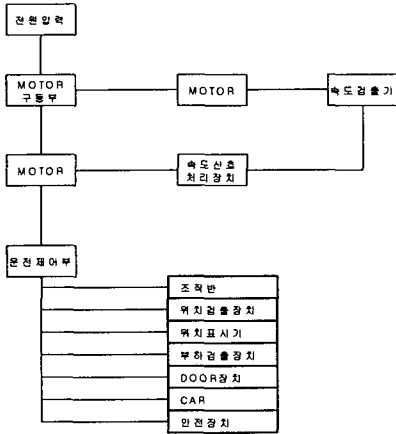 전원압력
MOTOR
구동부
MOTOR
속도검출기
MOTOR
속도신호
처리장치
운전제어부
조작반
위치검출장치
위치표시기
부하검출장치
DOOR장치
CAR
안전장치